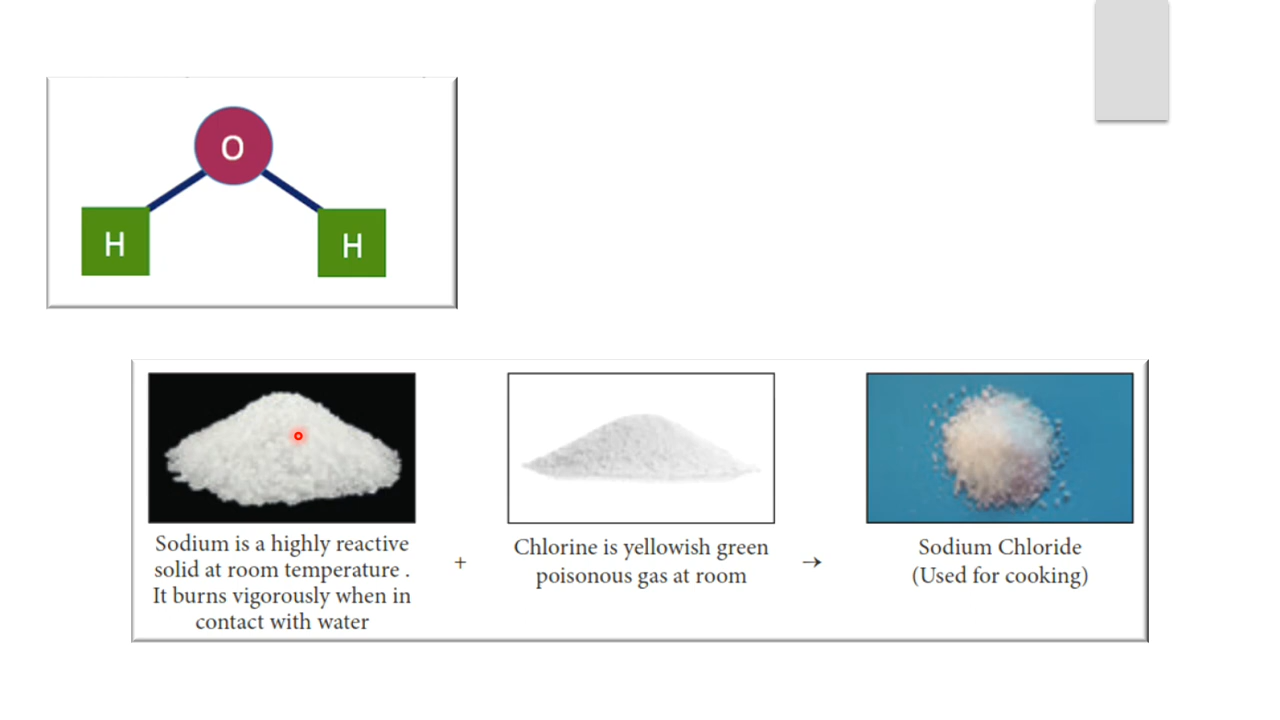 O
H
H
Sodium is a highly reactive
solid at room temperature .
It burns vigorously when in
contact with water
+
Chlorine is yellowish green
poisonous gas at room
→
Sodium Chloride
(Used for cooking)